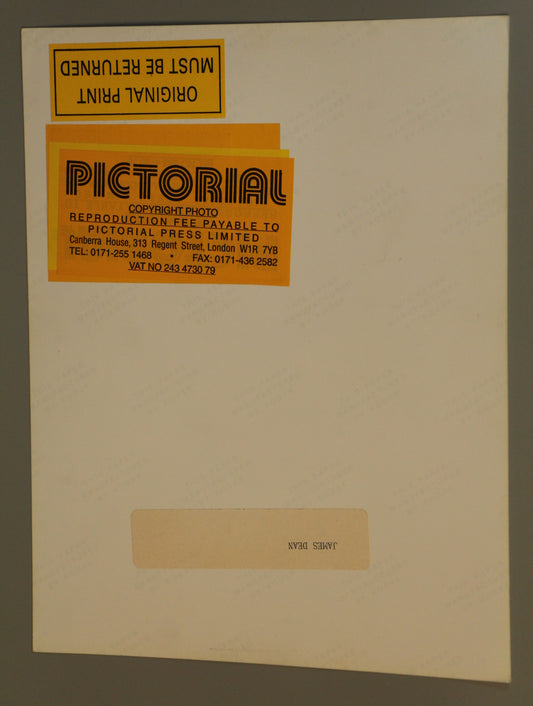 ORIGINAL PRINT
MUST BE RETURNED
PICTORIAL
COPYRIGHT PHOTO
REPRODUCTION FEE PAYABLE TO
PICTORIAL PRESS LIMITED
Canberra House, 313 Regent Street, London W1R 7YB
TEL: 0171-255 1468 • FAX: 0171-436 2582
VAT NO 243 4730 79
JAMES DEAN